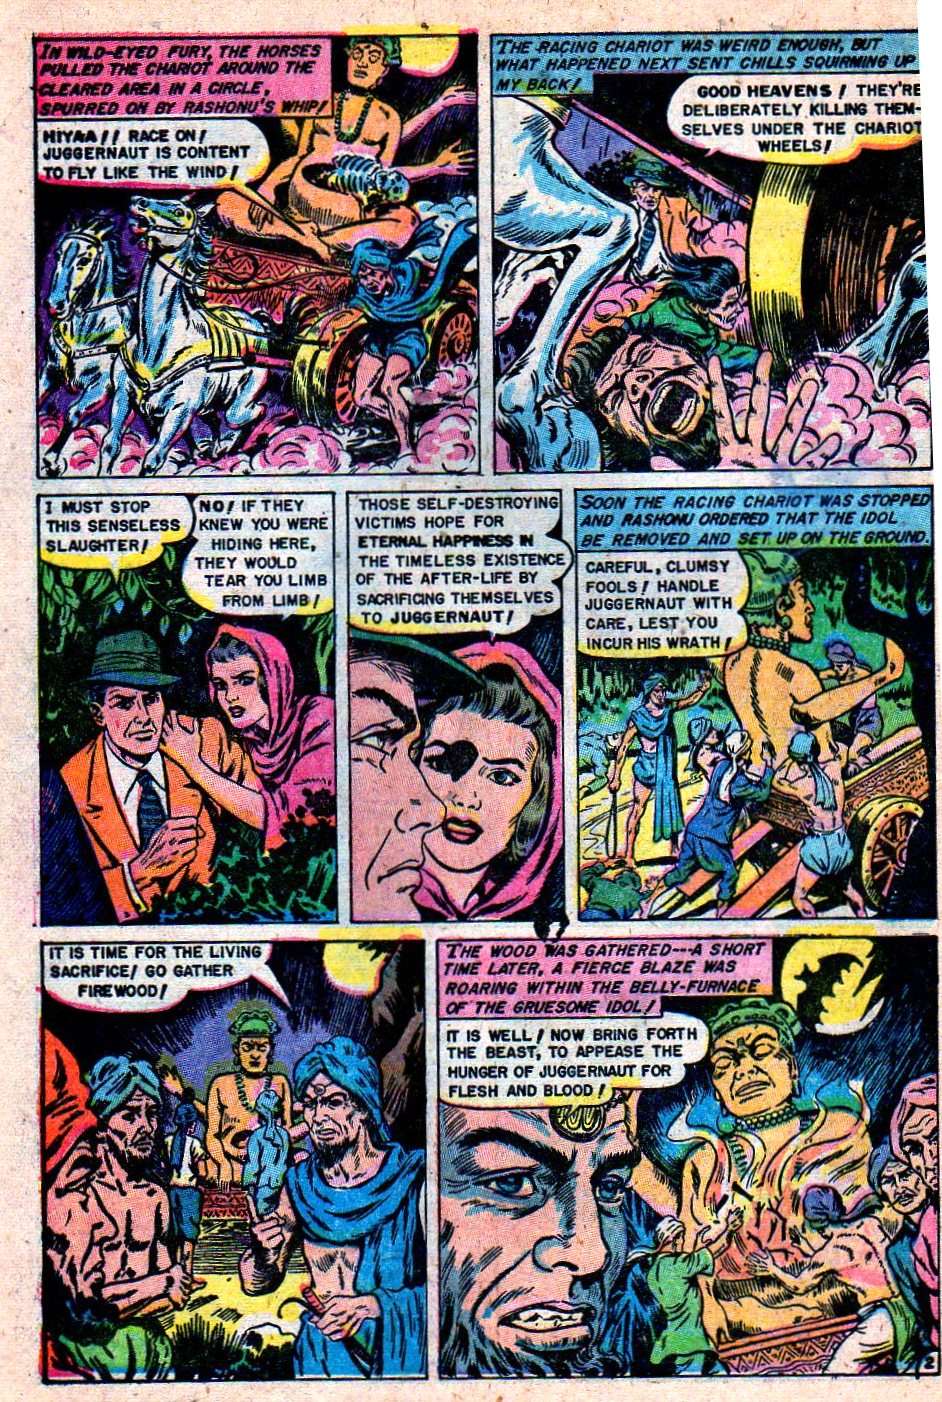 IN WILD-EYED FURY, THE HORSES
PULLED THE CHARIOT AROUND THE
CLEARED AREA IN A CIRCLE,
SPURRED ON BY RASHONU'S WHIP!
HIYAA!! RACE ON!
JUGGERNAUT IS CONTENT
TO FLY LIKE THE WIND!
THE RACING CHARIOT WAS WEIRD ENOUGH, BUT
WHAT HAPPENED NEXT SENT CHILLS SQUIRMING UP
MY BACK!
GOOD HEAVENS! THEY'RE
DELIBERATELY KILLING THEM-
SELVES UNDER THE CHARIOT
WHEELS!
I MUST STOP
THIS SENSELESS
SLAUGHTER!
NO! IF THEY
KNEW YOU WERE
HIDING HERE,
THEY WOULD
TEAR YOU LIMB
FROM LIMB!
THOSE SELF-DESTROYING
VICTIMS HOPE FOR
ETERNAL HAPPINESS IN
THE TIMELESS EXISTENCE
OF THE AFTER-LIFE BY
SACRIFICING THEMSELVES
TO JUGGERNAUT!
SOON THE RACING CHARIOT WAS STOPPED
AND RASHONU ORDERED THAT THE IDOL
BE REMOVED AND SET UP ON THE GROUND.
CAREFUL, CLUMSY
FOOLS! HANDLE
JUGGERNAUT WITH
CARE, LEST YOU
INCUR HIS WRATH!
IT IS TIME FOR THE LIVING
SACRIFICE! GO GATHER
FIREWOOD!
THE WOOD WAS GATHERED---A SHORT
TIME LATER, A FIERCE BLAZE WAS
ROARING WITHIN THE BELLY-FURNACE
OF THE GRUESOME IDOL!
IT IS WELL! NOW BRING FORTH
THE BEAST, TO APPEASE THE
HUNGER OF JUGGERNAUT FOR
FLESH AND BLOOD!
2